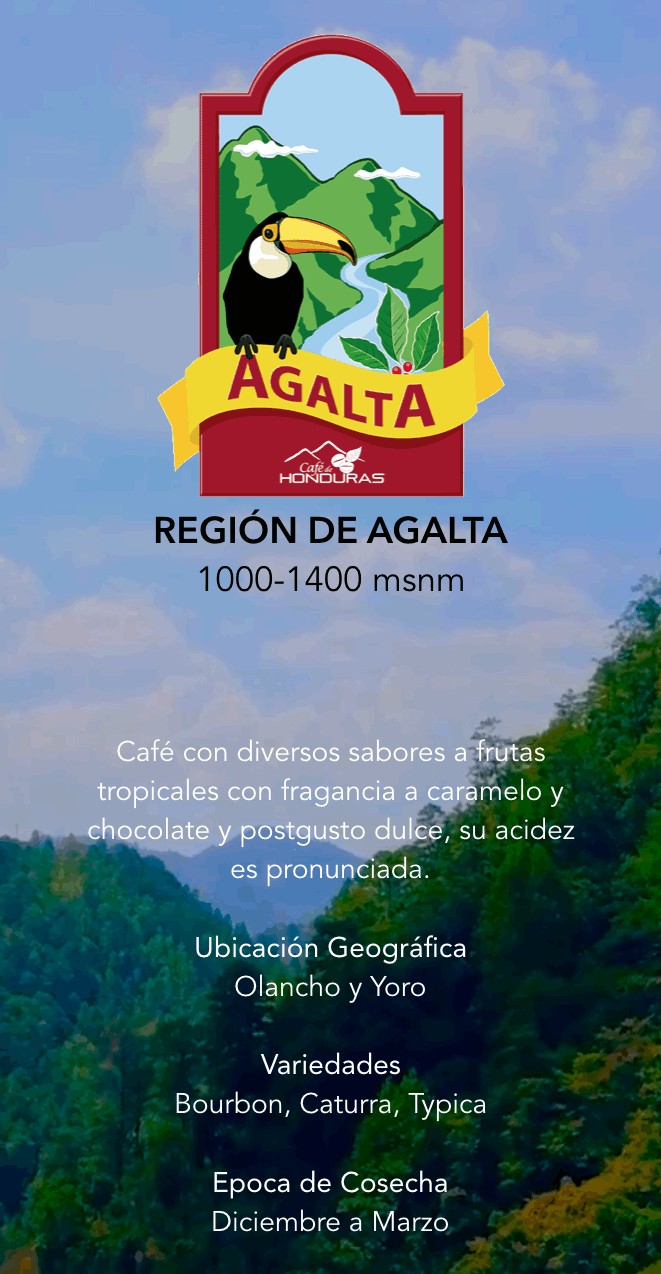 AGALTA
Café de
HONDURAS
REGIÓN DE AGALTA
1000-1400 msnm
Café con diversos sabores a frutas
tropicales con fragancia a caramelo y
chocolate y postgusto dulce, su acidez
es pronunciada.
Ubicación Geográfica
Olancho y Yoro
Variedades
Bourbon, Caturra, Typica
Epoca de Cosecha
Diciembre a Marzo